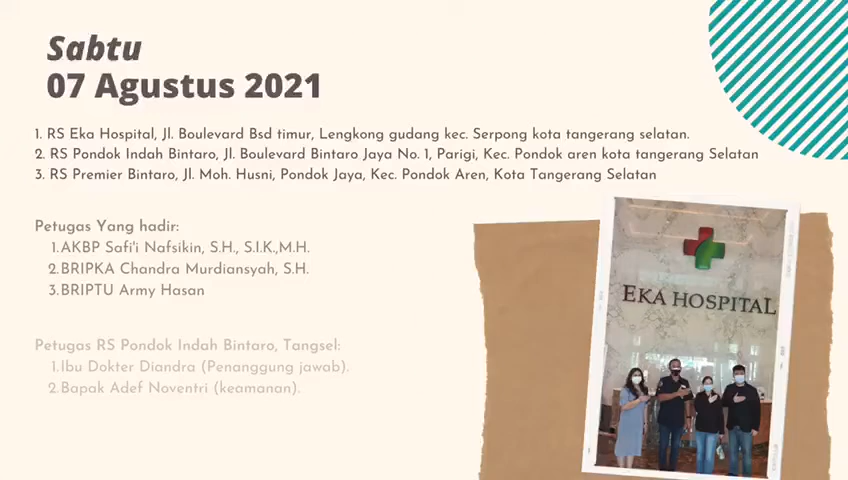 Sabtu
07 Agustus 2021
1. RS Eka Hospital, Jl. Boulevard Bsd timur, Lengkong gudang kec. Serpong kota tangerang selatan.
2. RS Pondok Indah Bintaro, Jl. Boulevard Bintaro Jaya No. 1, Parigi, Kec. Pondok aren kota tangerang Selatan
3. RS Premier Bintaro, Jl. Moh. Husni, Pondok Jaya, Kec. Pondok Aren, Kota Tangerang Selatan
Petugas Yang hadir:
1.AKBP Safi'i Nafsikin, S.H., S.I.K.,M.H.
2.BRIPKA Chandra Murdiansyah, S.H.
3.BRIPTU Army Hasan
Petugas RS Pondok Indah Bintaro, Tangsel:
1.Ibu Dokter Diandra (Penanggung jawab).
2.Bapak Adef Noventri (keamanan).
EKA HOSPITAL